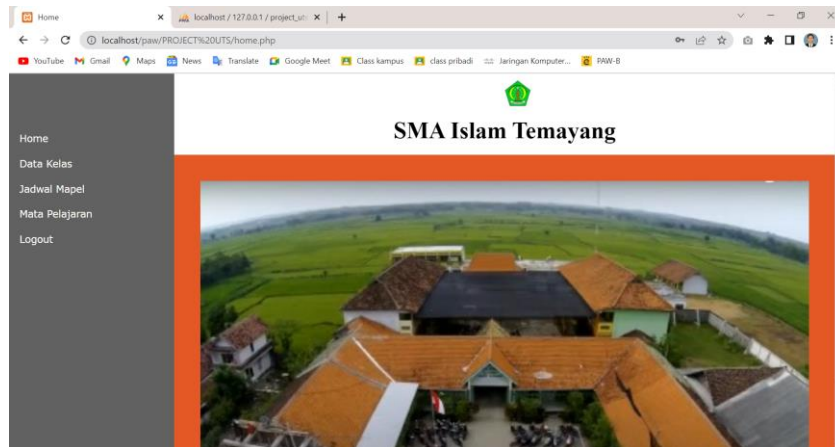 Home
localhost / 127.0.0.1 / project_uts
localhost/paw/PROJECT%20UTS/home.php
YouTube Gmail Maps News Translate Google Meet Class kampus class pribadi Jaringan Komputer... PAW-B
SMA Islam Temayang
Home
Data Kelas
Jadwal Mapel
Mata Pelajaran
Logout